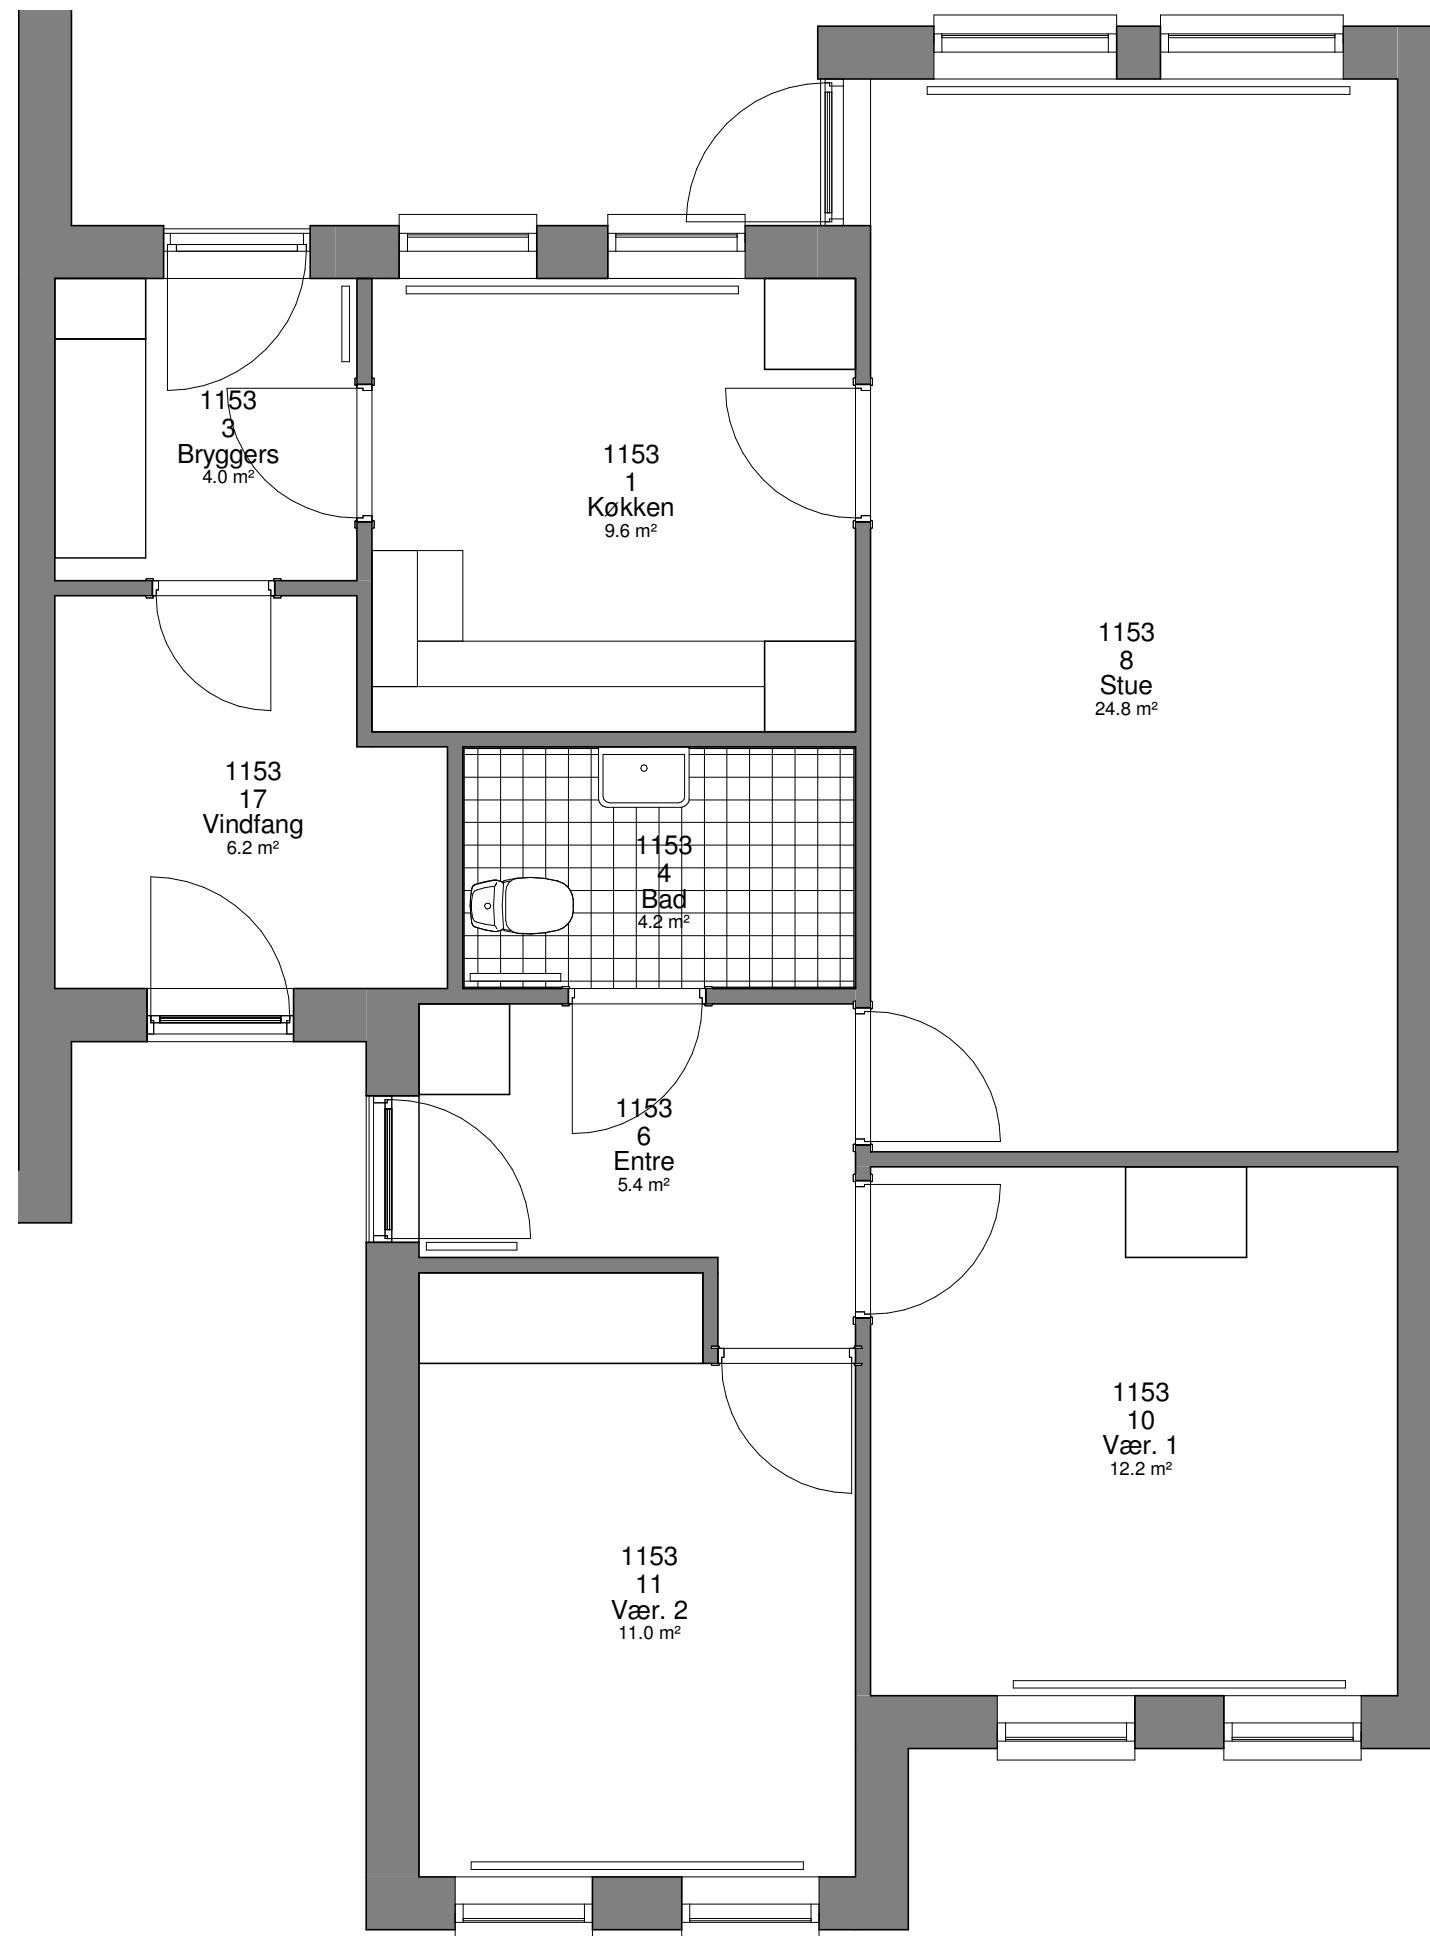 1153
3
Bryggers
4.0 m²
1153
1
Køkken
9.6 m²
1153
8
Stue
24.8 m²
1153
17
Vindfang
6.2 m²
1153
4
Bad
4.2 m²
1153
6
Entre
5.4 m²
1153
10
Vær. 1
12.2 m²
1153
11
Vær. 2
11.0 m²